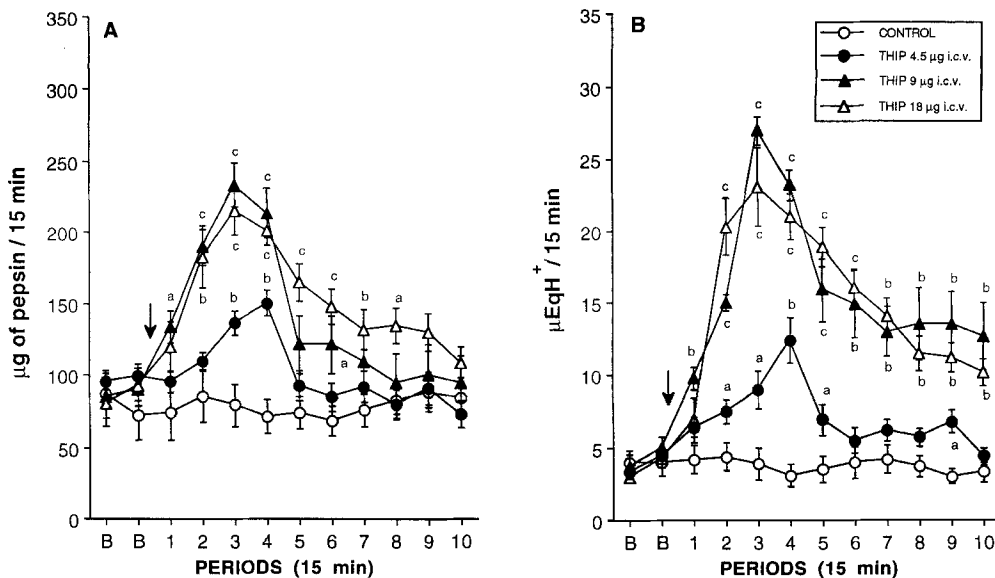 A
µg of pepsin / 15 min
350
300
250
200
150
100
50
0
c
c
c
c
a
b
c
c
b
b
c
c
b
a
a
B B 1 2 3 4 5 6 7 8 9 10
PERIODS (15 min)
B
CONTROL
THIP 4.5 µg i.c.v.
THIP 9 µg i.c.v.
THIP 18 µg i.c.v.
µEqH+ / 15 min
35
30
25
20
15
10
5
0
c
c
c
c
c
c
c
c
b
a
a
b
a
c
b
b
b
b
b
b
b
b
b
a
B B 1 2 3 4 5 6 7 8 9 10
PERIODS (15 min)